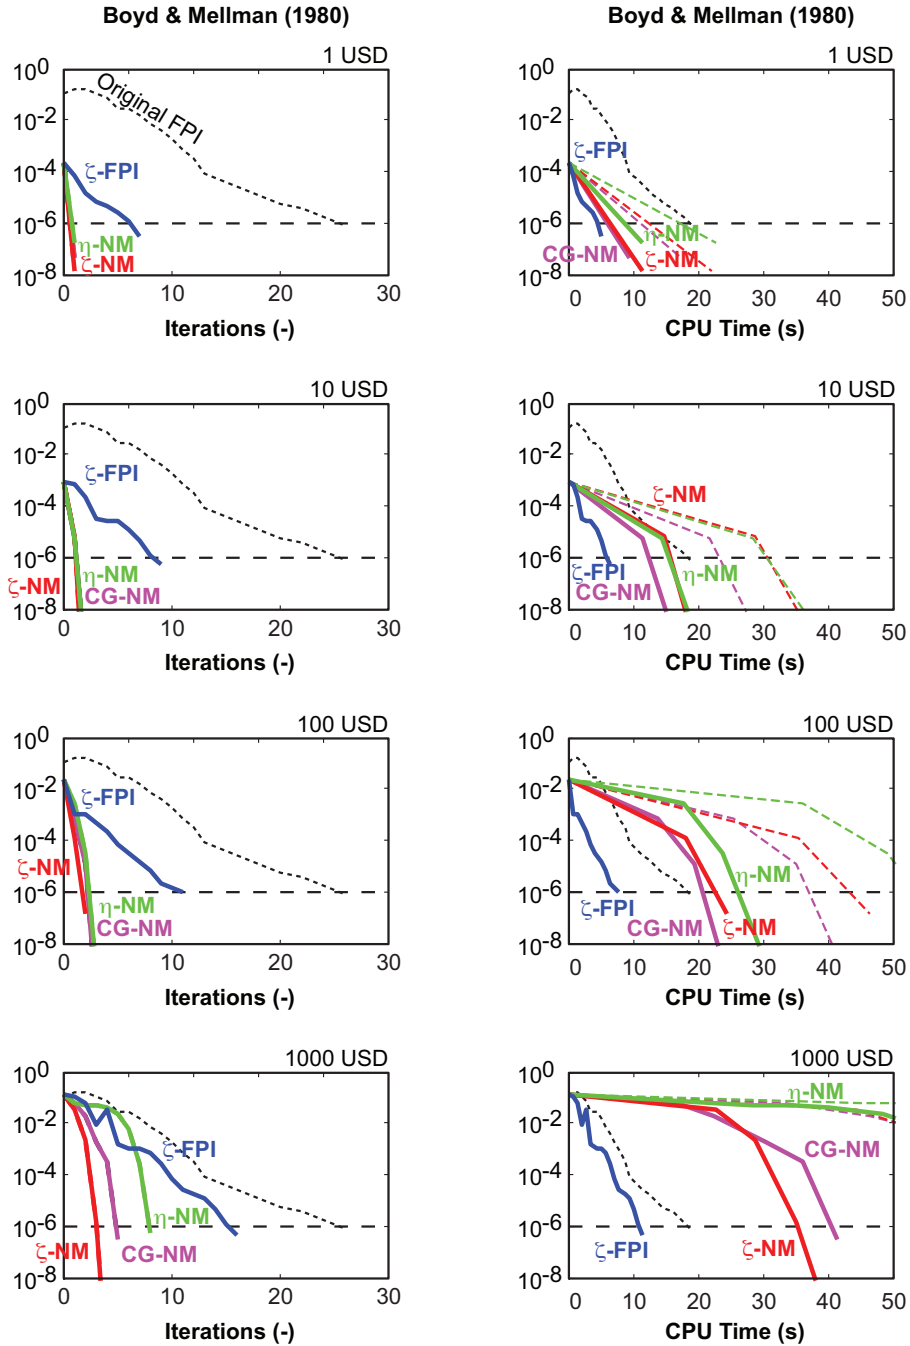 Boyd & Mellman (1980)
Boyd & Mellman (1980)
1 USD
10^0
10^-2
10^-4
10^-6
10^-8
Original FPI
ζ-FPI
η-NM
ζ-NM
0 10 20 30
Iterations (-)
1 USD
10^0
10^-2
10^-4
10^-6
10^-8
ζ-FPI
η-NM
CG-NM
ζ-NM
0 10 20 30 40 50
CPU Time (s)
10 USD
10^0
10^-2
10^-4
10^-6
10^-8
ζ-FPI
η-NM
ζ-NM
CG-NM
0 10 20 30
Iterations (-)
10 USD
10^0
10^-2
10^-4
10^-6
10^-8
ζ-NM
ζ-FPI
η-NM
CG-NM
0 10 20 30 40 50
CPU Time (s)
100 USD
10^0
10^-2
10^-4
10^-6
10^-8
ζ-FPI
ζ-NM
η-NM
CG-NM
0 10 20 30
Iterations (-)
100 USD
10^0
10^-2
10^-4
10^-6
10^-8
η-NM
ζ-FPI
CG-NM
ζ-NM
0 10 20 30 40 50
CPU Time (s)
1000 USD
10^0
10^-2
10^-4
10^-6
10^-8
ζ-FPI
η-NM
ζ-NM
CG-NM
0 10 20 30
Iterations (-)
1000 USD
10^0
10^-2
10^-4
10^-6
10^-8
η-NM
CG-NM
ζ-FPI
ζ-NM
0 10 20 30 40 50
CPU Time (s)